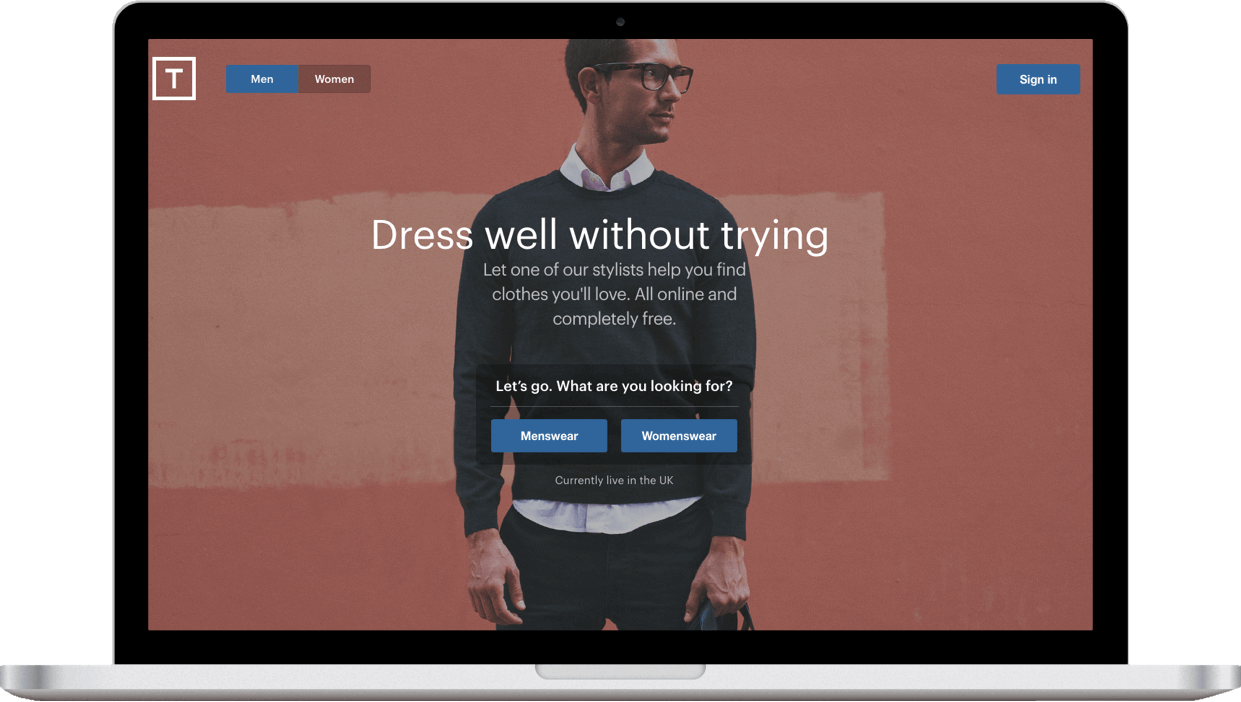 T
Men
Women
Sign in
Dress well without trying
Let one of our stylists help you find
clothes you'll love. All online and
completely free.
Let’s go. What are you looking for?
Menswear
Womenswear
Currently live in the UK